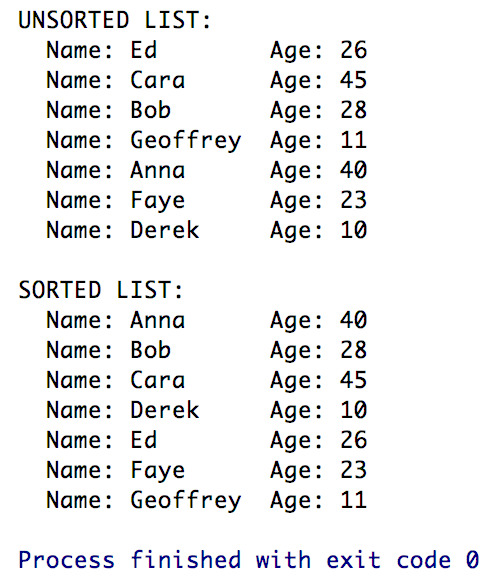 UNSORTED LIST:
  Name: Ed        Age: 26
  Name: Cara      Age: 45
  Name: Bob       Age: 28
  Name: Geoffrey  Age: 11
  Name: Anna      Age: 40
  Name: Faye      Age: 23
  Name: Derek     Age: 10

SORTED LIST:
  Name: Anna      Age: 40
  Name: Bob       Age: 28
  Name: Cara      Age: 45
  Name: Derek     Age: 10
  Name: Ed        Age: 26
  Name: Faye      Age: 23
  Name: Geoffrey  Age: 11

Process finished with exit code 0